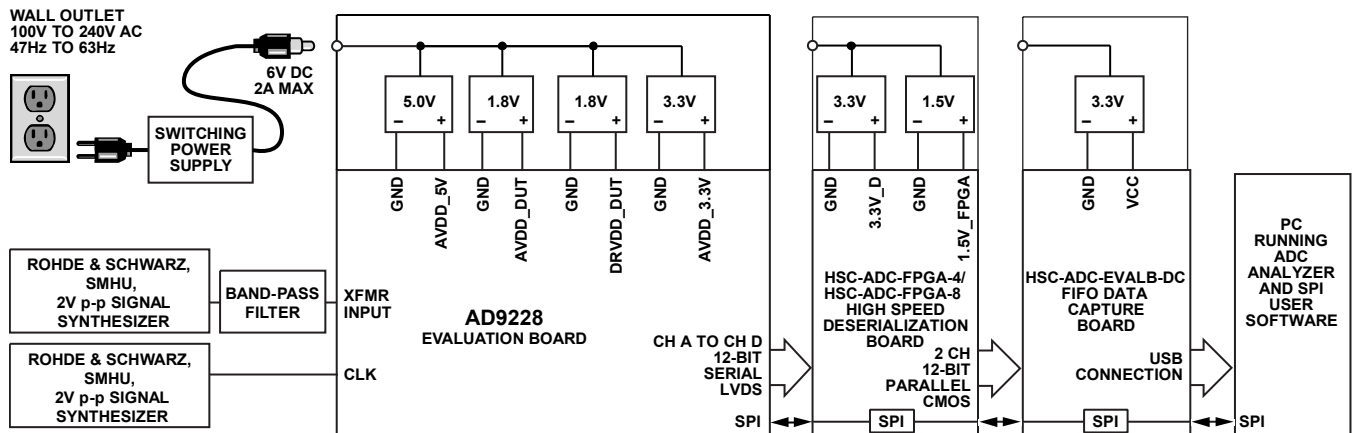 WALL OUTLET
100V TO 240V AC
47Hz TO 63Hz
6V DC
2A MAX
SWITCHING
POWER
SUPPLY
5.0V
1.8V
1.8V
3.3V
– +
– +
– +
– +
GND
AVDD_5V
GND
AVDD_DUT
GND
DRVDD_DUT
GND
AVDD_3.3V
3.3V
1.5V
– +
– +
GND
3.3V_D
GND
1.5V_FPGA
3.3V
– +
GND
VCC
ROHDE & SCHWARZ,
SMHU,
2V p-p SIGNAL
SYNTHESIZER
BAND-PASS
FILTER
XFMR
INPUT
ROHDE & SCHWARZ,
SMHU,
2V p-p SIGNAL
SYNTHESIZER
CLK
AD9228
EVALUATION BOARD
CH A TO CH D
12-BIT
SERIAL
LVDS
SPI
HSC-ADC-FPGA-4/
HSC-ADC-FPGA-8
HIGH SPEED
DESERIALIZATION
BOARD
2 CH
12-BIT
PARALLEL
CMOS
SPI
HSC-ADC-EVALB-DC
FIFO DATA
CAPTURE
BOARD
USB
CONNECTION
SPI
PC
RUNNING
ADC
ANALYZER
AND SPI
USER
SOFTWARE
SPI